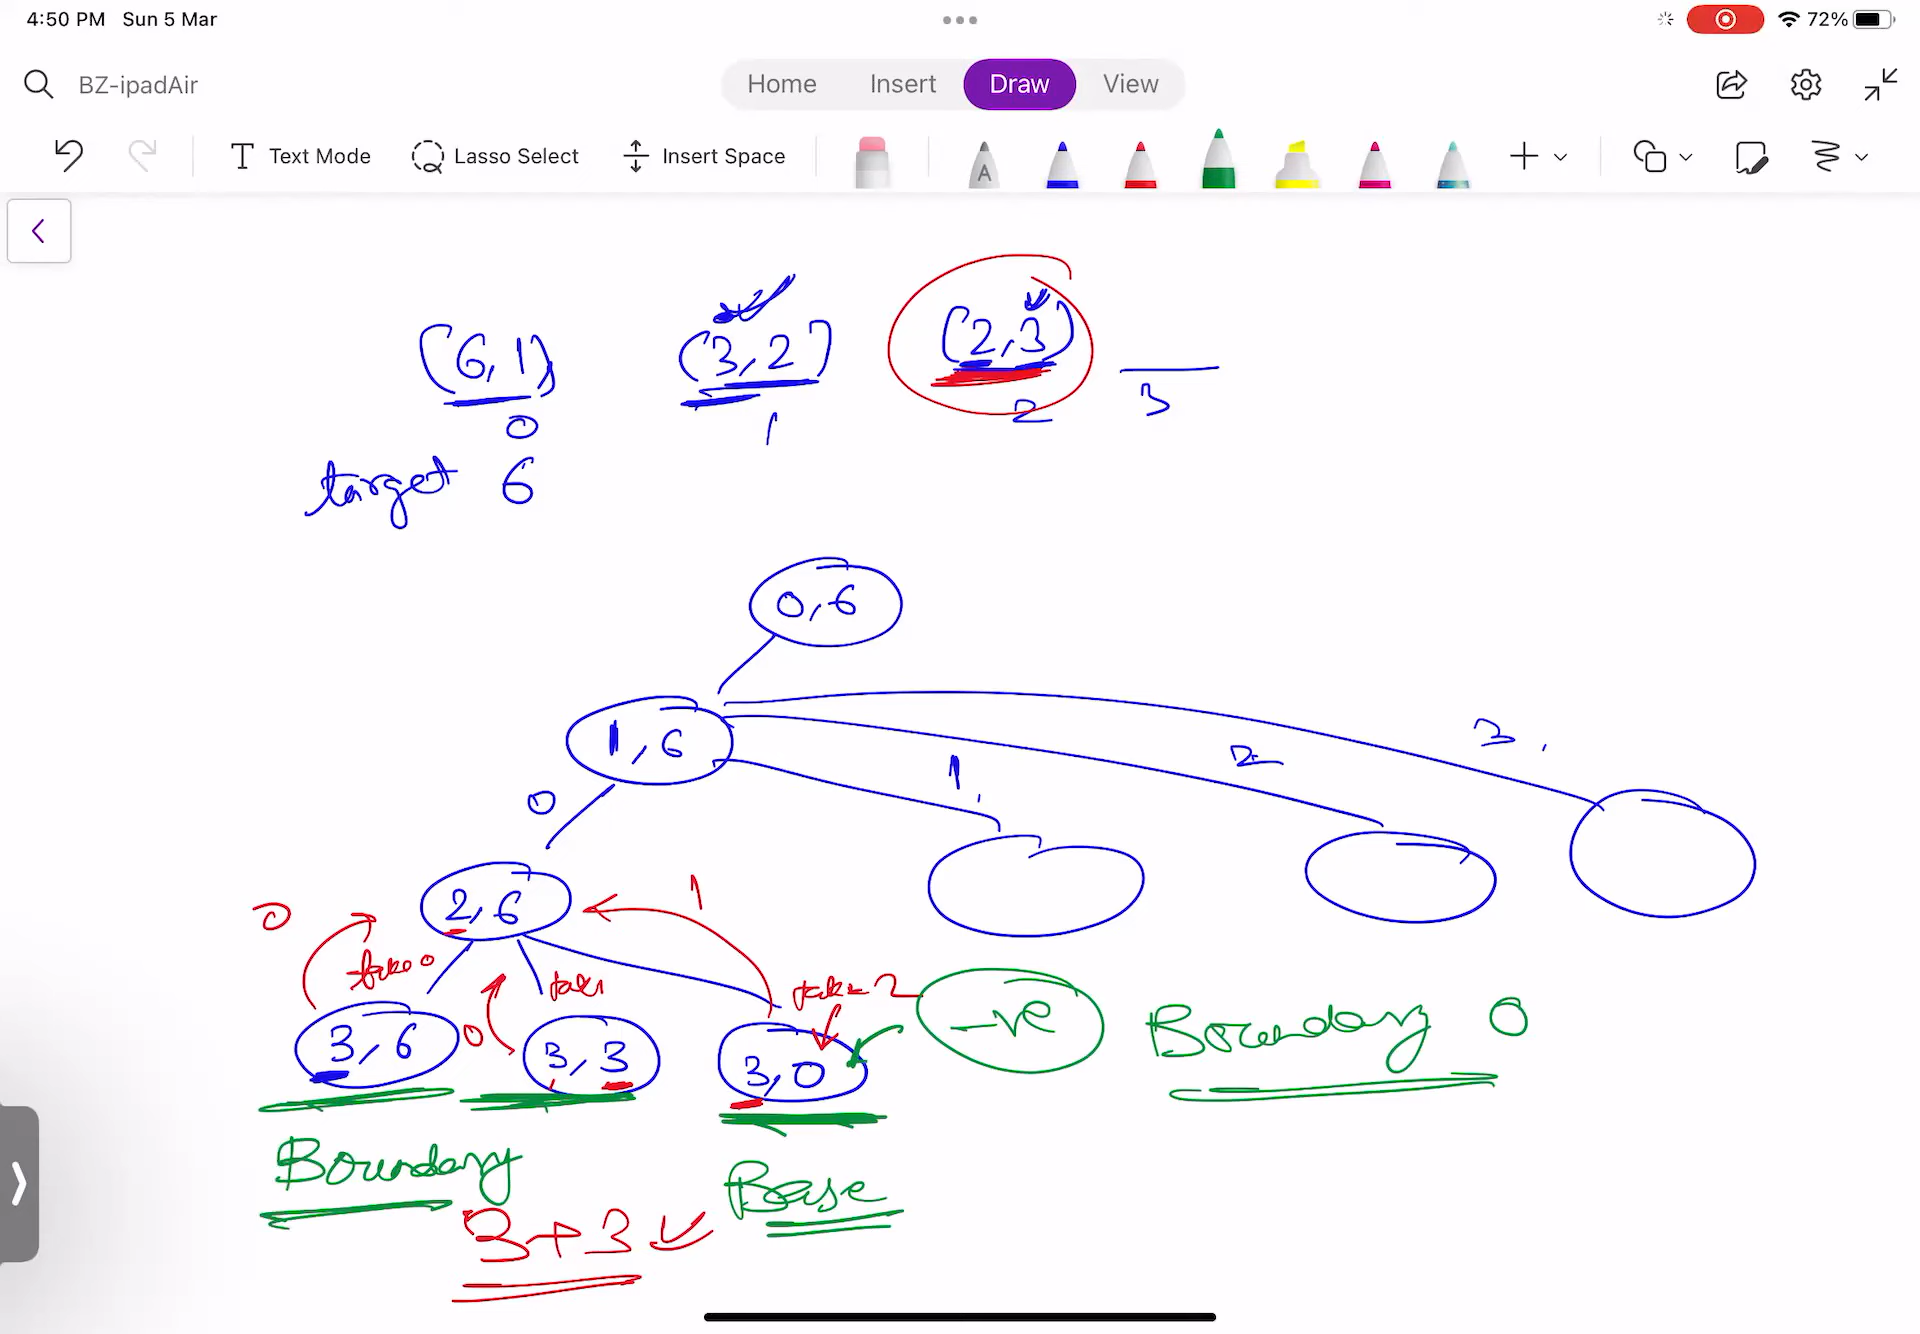 4:50 PM Sun 5 Mar
72%
BZ-ipadAir
Home Insert Draw View
Text Mode Lasso Select Insert Space
A
(6,1) (3,2) (2,3)
0 1 2 3
target 6
0,6
1,6
0 1 2 3
2,6
0 1
take 0 take 2
3,6 0 3,3 3,0 -ve Boundary 0
Boundary Base
3+3